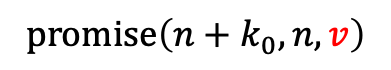 promise(n + k₀, n, v)